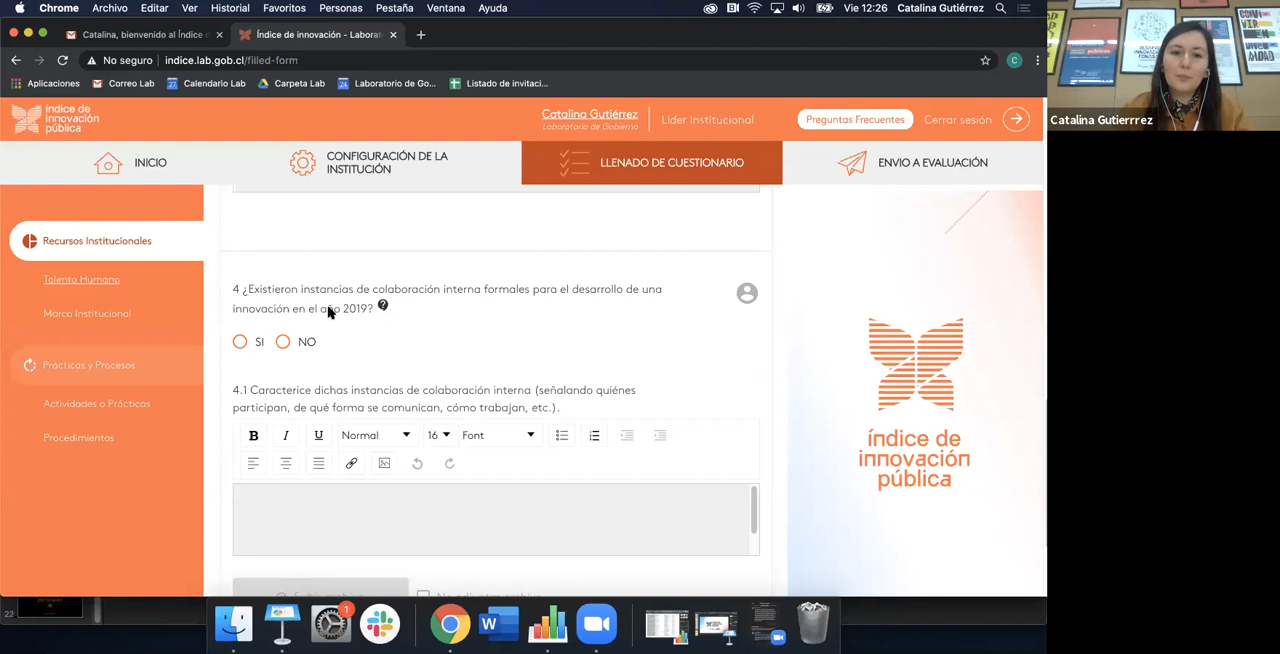 Chrome Archivo Editar Ver Historial Favoritos Personas Pestaña Ventana Ayuda Vie 12:26 Catalina Gutiérrez
Catalina, bienvenido al Índice Índice de innovación - Laborat
No seguro indice.lab.gob.cl/filled-form C
Aplicaciones Correo Lab Calendario Lab Carpeta Lab Laboratorio de Go... Listado de invitaci...
índice de
innovación
pública
Catalina Gutiérrez
Laboratorio de Gobierno
Líder Institucional
Preguntas Frecuentes
Cerrar sesión
INICIO
CONFIGURACIÓN DE LA
INSTITUCIÓN
LLENADO DE CUESTIONARIO
ENVIO A EVALUACIÓN
Recursos Institucionales
Talento Humano
Marco Institucional
Prácticas y Procesos
Actividades o Prácticas
Procedimientos
4 ¿Existieron instancias de colaboración interna formales para el desarrollo de una
innovación en el año 2019?
SI NO
4.1 Caracterice dichas instancias de colaboración interna (señalando quiénes
participan, de qué forma se comunican, cómo trabajan, etc.).
B I U Normal 16 Font
índice de
innovación
pública
22
1
W
Catalina Gutierrrez